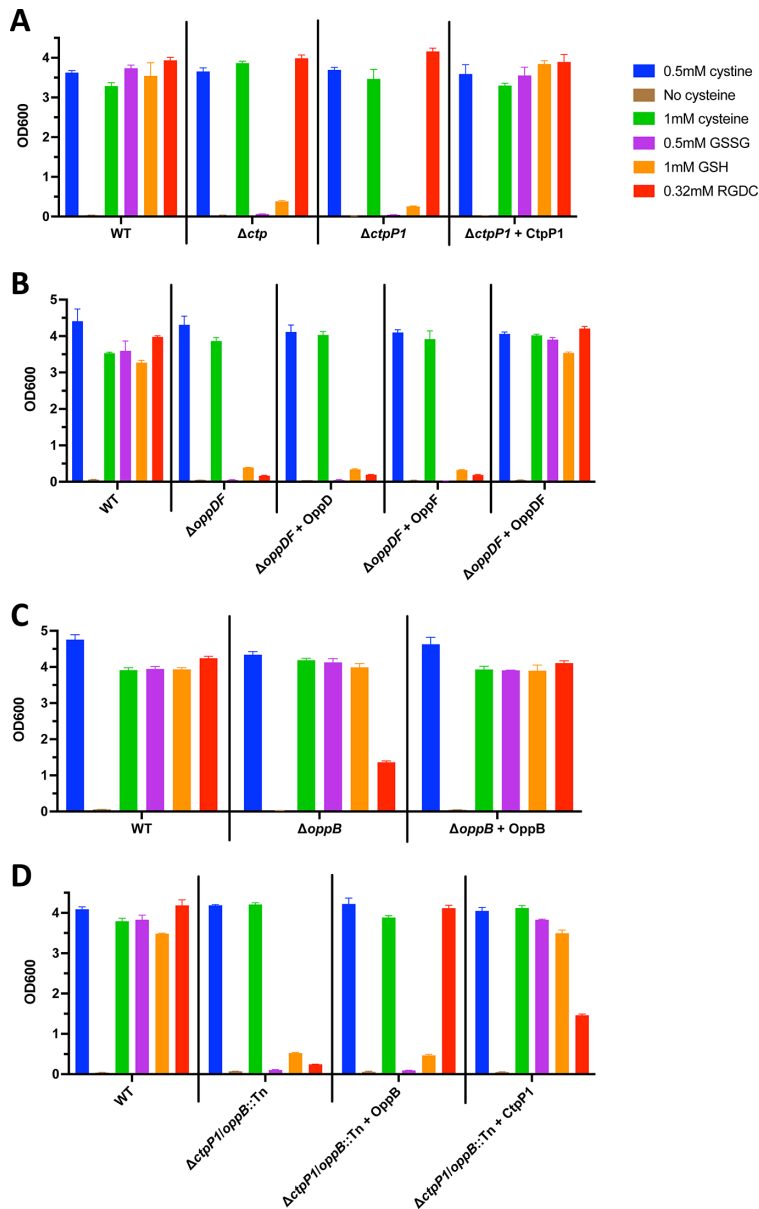 A
OD600
4
3
2
1
0
WT
Δctp
ΔctpP1
ΔctpP1 + CtpP1
0.5mM cystine
No cysteine
1mM cysteine
0.5mM GSSG
1mM GSH
0.32mM RGDC
B
OD600
5
4
3
2
1
0
WT
ΔoppDF
ΔoppDF + OppD
ΔoppDF + OppF
ΔoppDF + OppDF
C
OD600
5
4
3
2
1
0
WT
ΔoppB
ΔoppB + OppB
D
OD600
4
3
2
1
0
WT
ΔctpP1/oppB::Tn
ΔctpP1/oppB::Tn + OppB
ΔctpP1/oppB::Tn + CtpP1